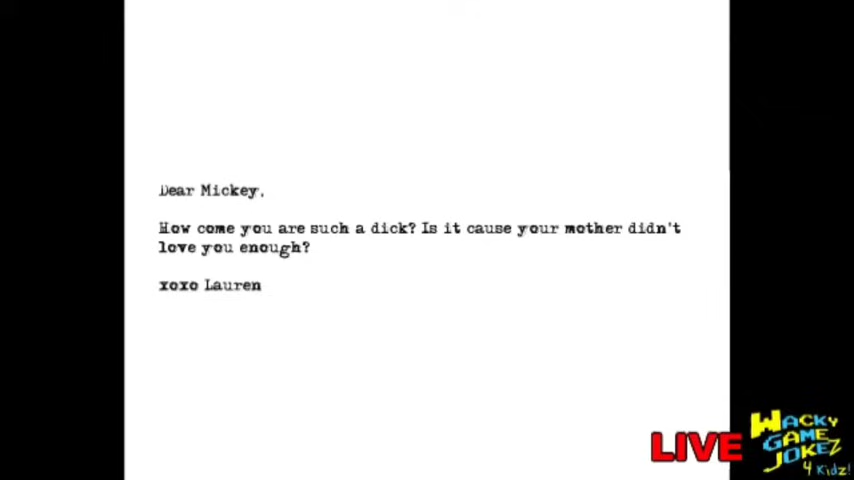 Dear Mickey,
How come you are such a dick? Is it cause your mother didn't
love you enough?
xoxo Lauren
LIVE
WACKY
GAME
JOKEZ
4 Kidz!